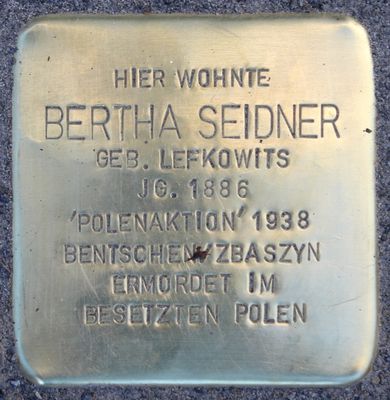 HIER WOHNTE
BERTHA SEIDNER
GEB. LEFKOWITS
JG. 1886
'POLENAKTION' 1938
BENTSCHEN/ZBASZYN
ERMORDET IM
BESETZTEN POLEN